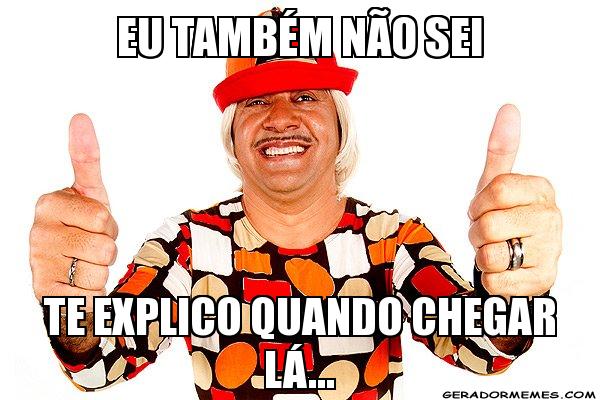 EU TAMBÉM NÃO SEI
TE EXPLICO QUANDO CHEGAR
LÁ...
GERADORMEMES.COM